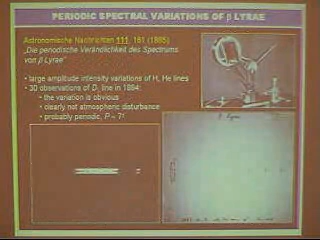 PERIODIC SPECTRAL VARIATIONS OF β LYRAE
Astronomische Nachrichten 111, 161 (1885)
„Die periodische Veränderlichkeit des Spectrums
von β Lyrae"
• large amplitude intensity variations of H, He lines
• 30 observations of D₃ line in 1884:
• the variation is obvious
• clearly not atmospheric disturbance
• probably periodic, P ~ 7ᵈ
β Lyrae